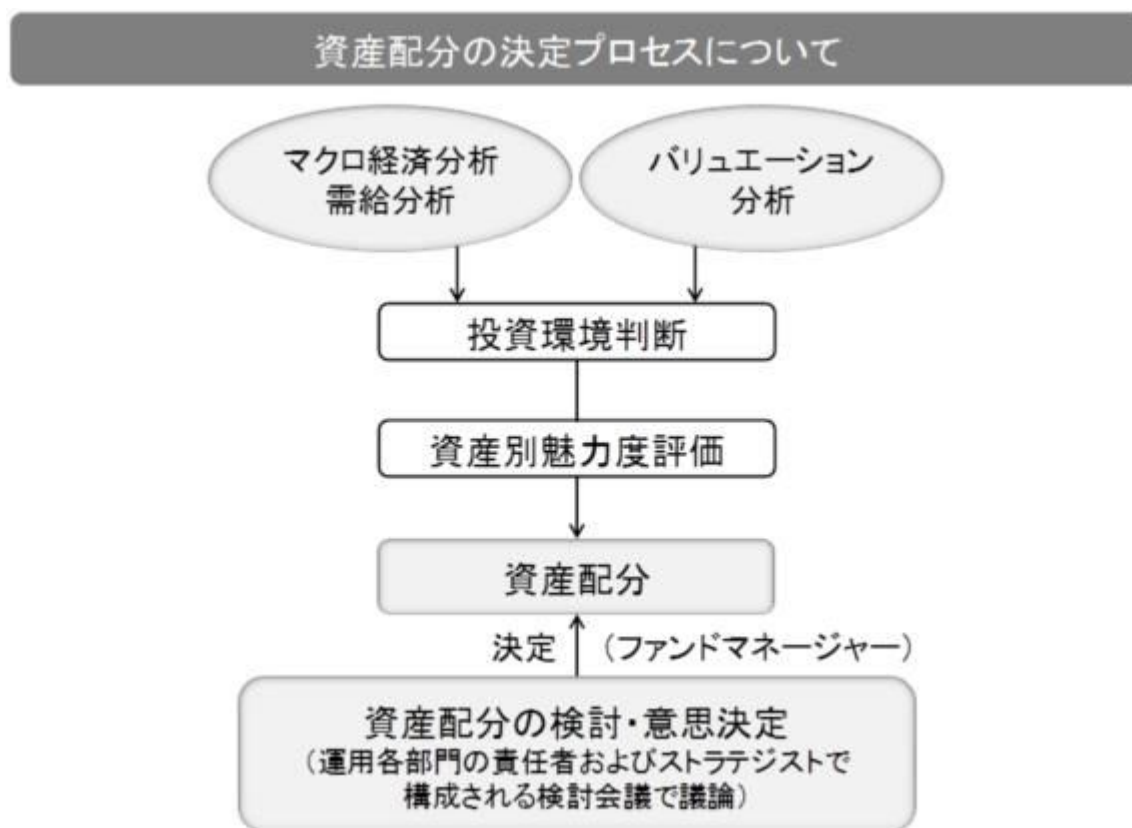 資産配分の決定プロセスについて
マクロ経済分析
需給分析
バリュエーション
分析
投資環境判断
資産別魅力度評価
資産配分
決定 (ファンドマネージャー)
資産配分の検討・意思決定
(運用各部門の責任者およびストラテジストで
構成される検討会議で議論)